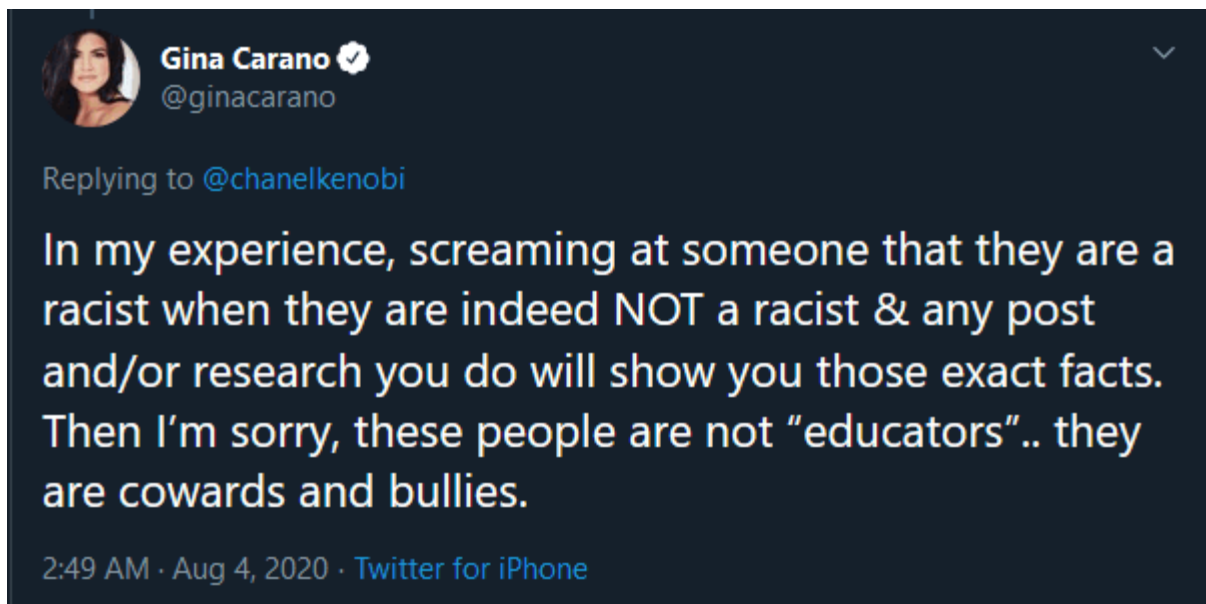 Gina Carano
@ginacarano
Replying to @chanelkenobi
In my experience, screaming at someone that they are a
racist when they are indeed NOT a racist & any post
and/or research you do will show you those exact facts.
Then I’m sorry, these people are not “educators”.. they
are cowards and bullies.
2:49 AM · Aug 4, 2020 · Twitter for iPhone